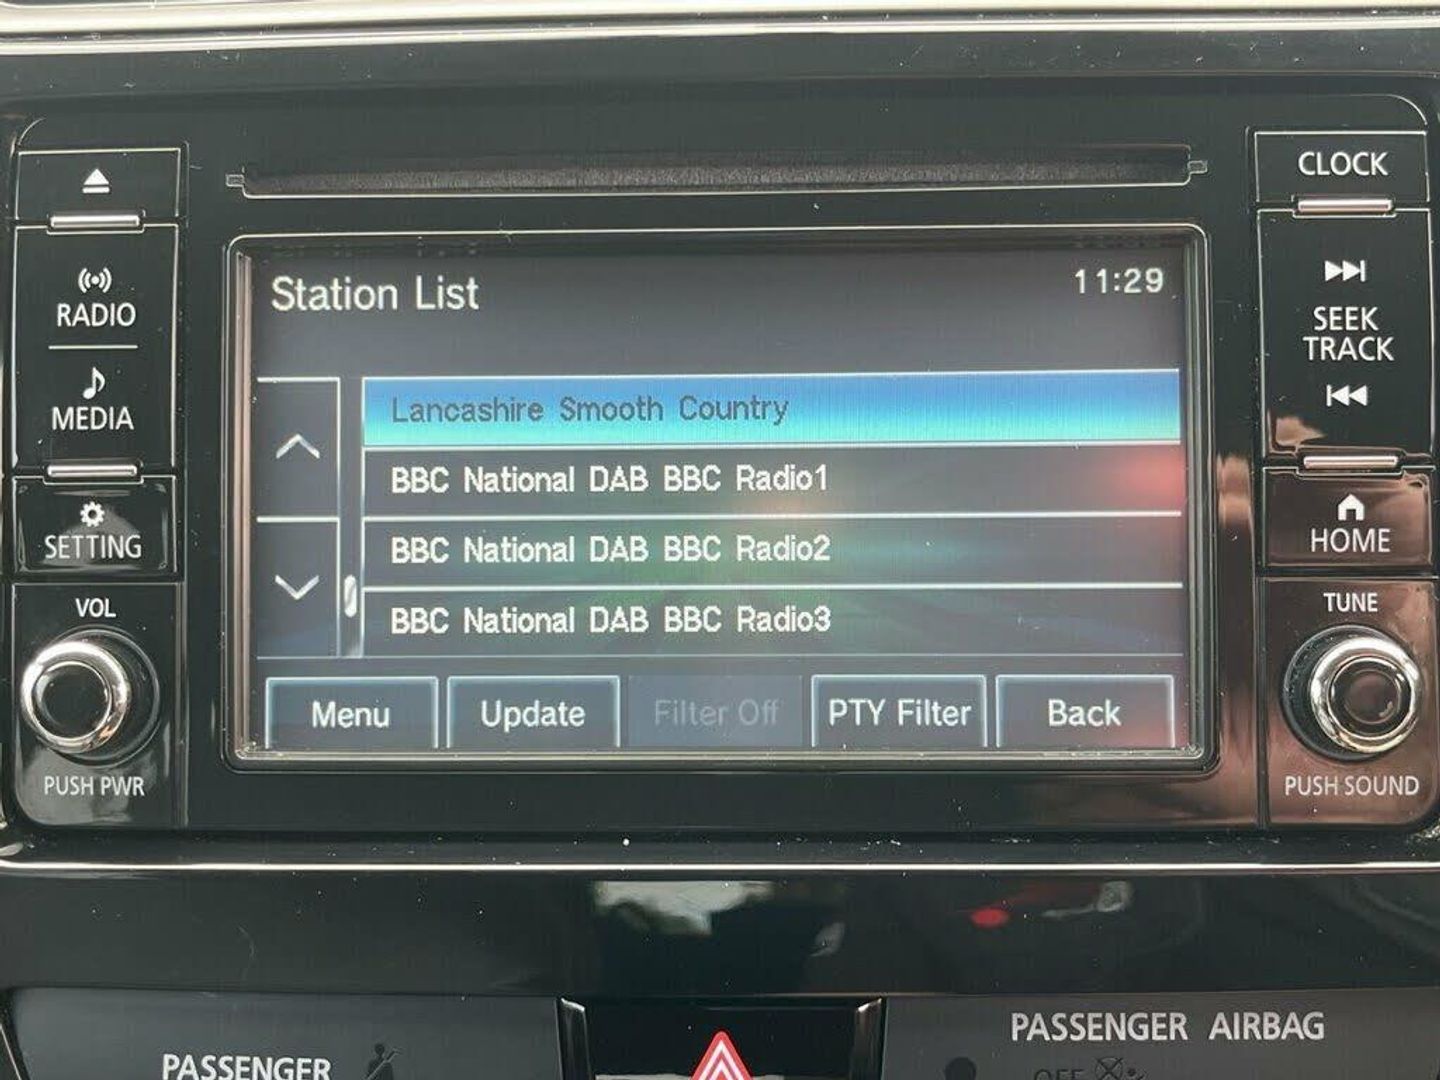 CLOCK
RADIO
MEDIA
SETTING
VOL
PUSH PWR
Station List
11:29
Lancashire Smooth Country
BBC National DAB BBC Radio1
BBC National DAB BBC Radio2
BBC National DAB BBC Radio3
Menu
Update
Filter Off
PTY Filter
Back
SEEK
TRACK
HOME
TUNE
PUSH SOUND
PASSENGER
PASSENGER AIRBAG
OFF